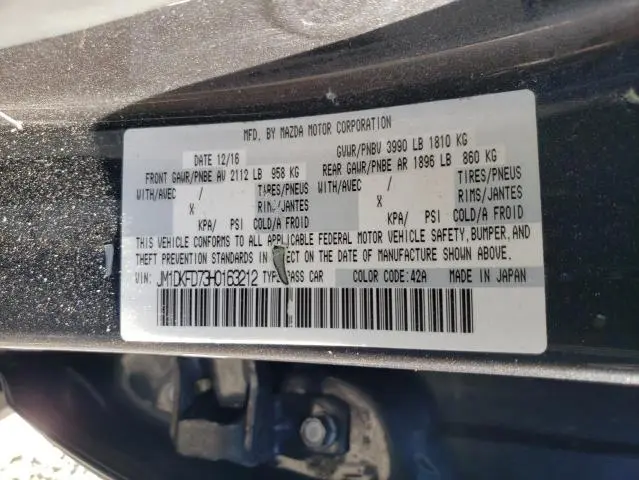 MFD. BY MAZDA MOTOR CORPORATION
DATE 12/16 GVWR/PNBV 3990 LB 1810 KG
FRONT GAWR/PNBE AV 2112 LB 958 KG REAR GAWR/PNBE AR 1896 LB 860 KG
WITH/AVEC / TIRES/PNEUS WITH/AVEC / TIRES/PNEUS
X RIMS/JANTES X RIMS/JANTES
KPA/ PSI COLD/A FROID KPA/ PSI COLD/A FROID
THIS VEHICLE CONFORMS TO ALL APPLICABLE FEDERAL MOTOR VEHICLE SAFETY, BUMPER, AND
THEFT PREVENTION STANDARDS IN EFFECT ON THE DATE OF MANUFACTURE SHOWN ABOVE.
VIN: JM1DKFD73H0163212 TYPE: PASS CAR COLOR CODE: 42A MADE IN JAPAN